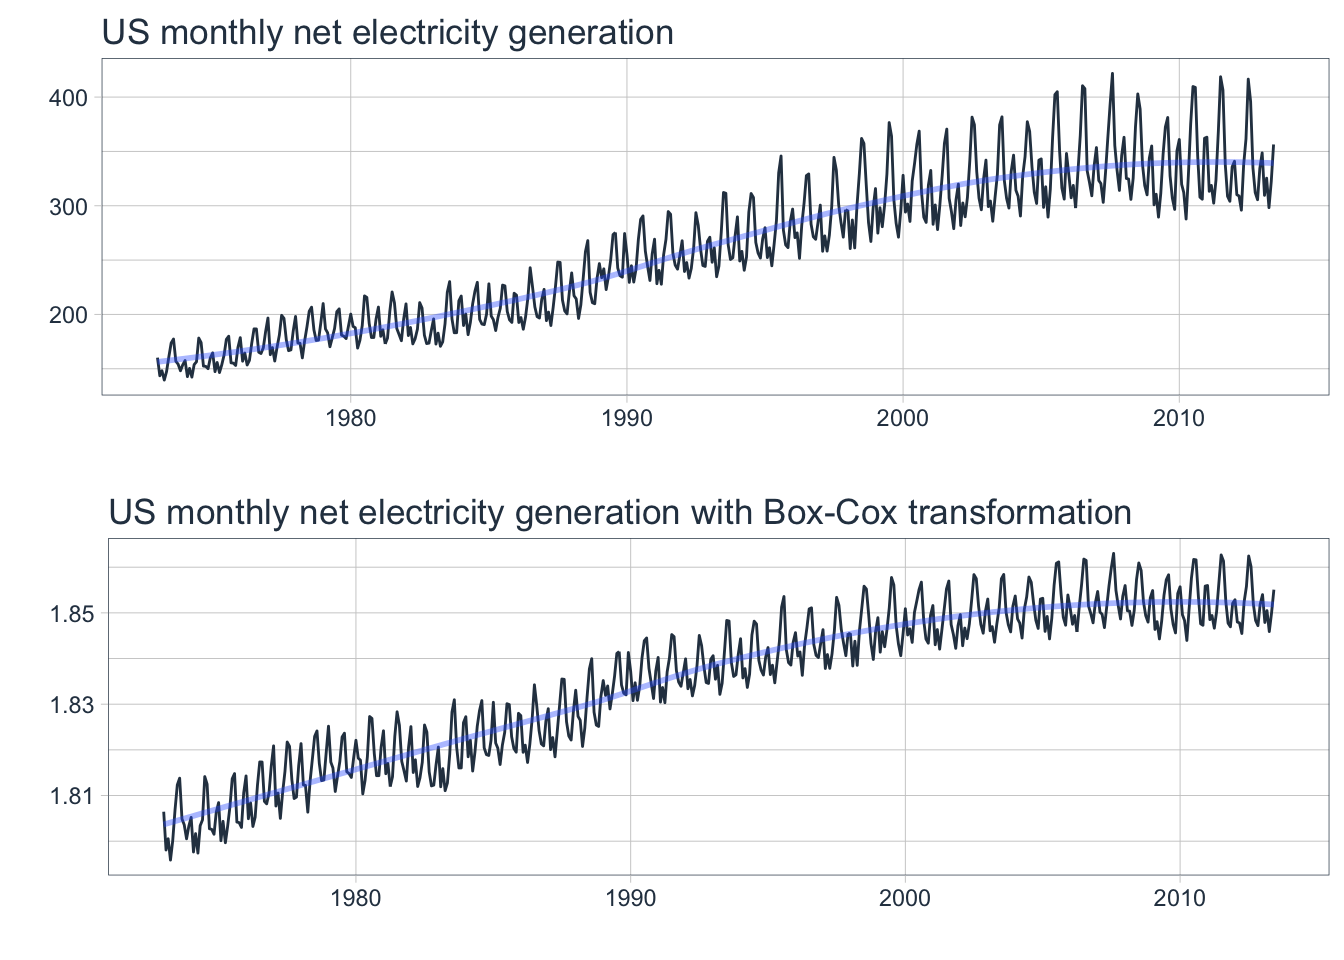 US monthly net electricity generation
400
300
200
1980 1990 2000 2010
US monthly net electricity generation with Box-Cox transformation
1.85
1.83
1.81
1980 1990 2000 2010